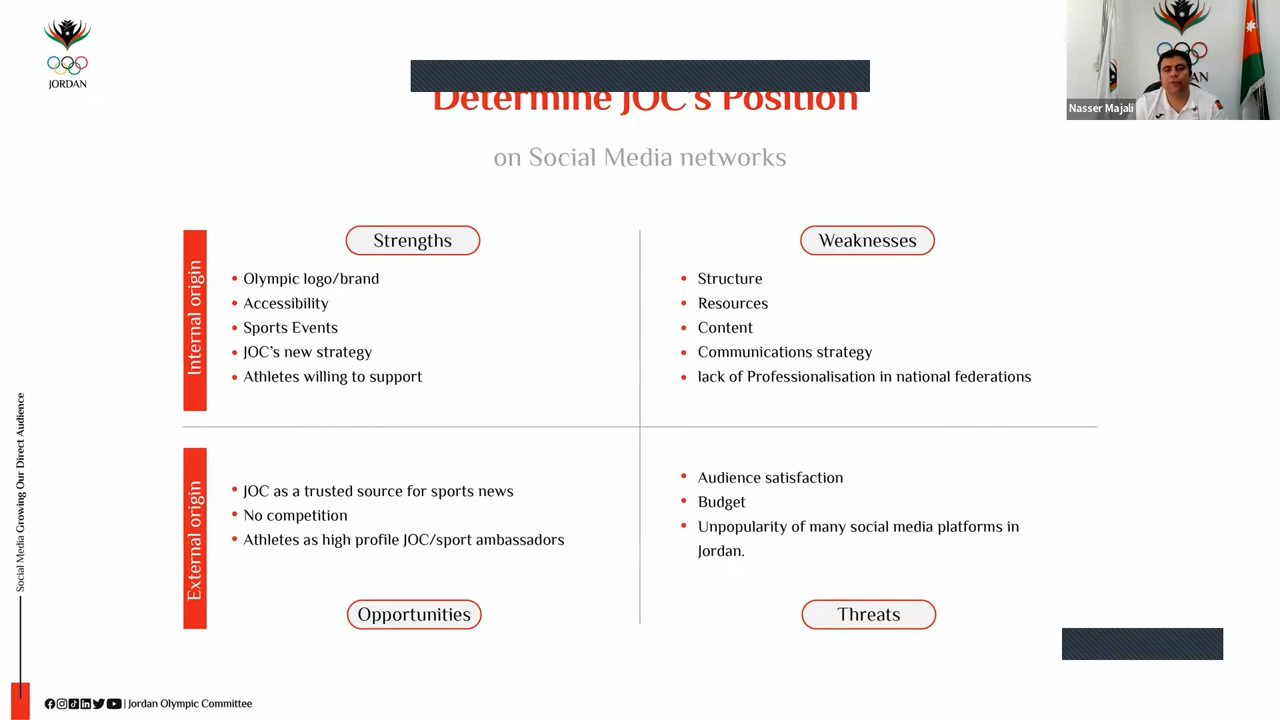 JORDAN
Determine JOC's Position
on Social Media networks
JORDAN
Nasser Majali
Internal origin
Strengths
• Olympic logo/brand
• Accessibility
• Sports Events
• JOC's new strategy
• Athletes willing to support
Weaknesses
• Structure
• Resources
• Content
• Communications strategy
• lack of Professionalisation in national federations
External origin
• JOC as a trusted source for sports news
• No competition
• Athletes as high profile JOC/sport ambassadors
Opportunities
• Audience satisfaction
• Budget
• Unpopularity of many social media platforms in
Jordan.
Threats
Social Media Growing Our Direct Audience
| Jordan Olympic Committee